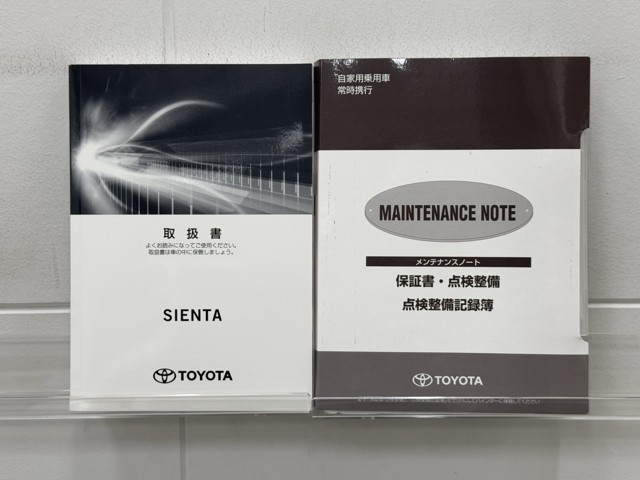 取扱書
よくお読みになってご使用ください。
取扱書は車の中に保管しましょう。
SIENTA
TOYOTA
自家用乗用車
常時携行
MAINTENANCE NOTE
メンテナンスノート
保証書・点検整備
点検整備記録簿
TOYOTA